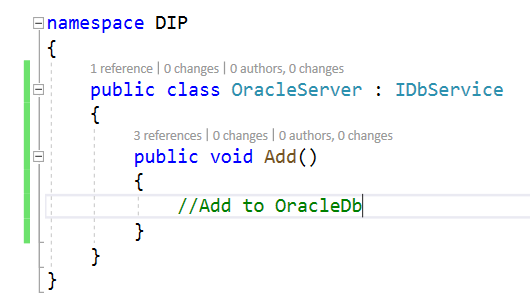 namespace DIP
{
1 reference | 0 changes | 0 authors, 0 changes
public class OracleServer : IDbService
{
3 references | 0 changes | 0 authors, 0 changes
public void Add()
{
//Add to OracleDb
}
}
}